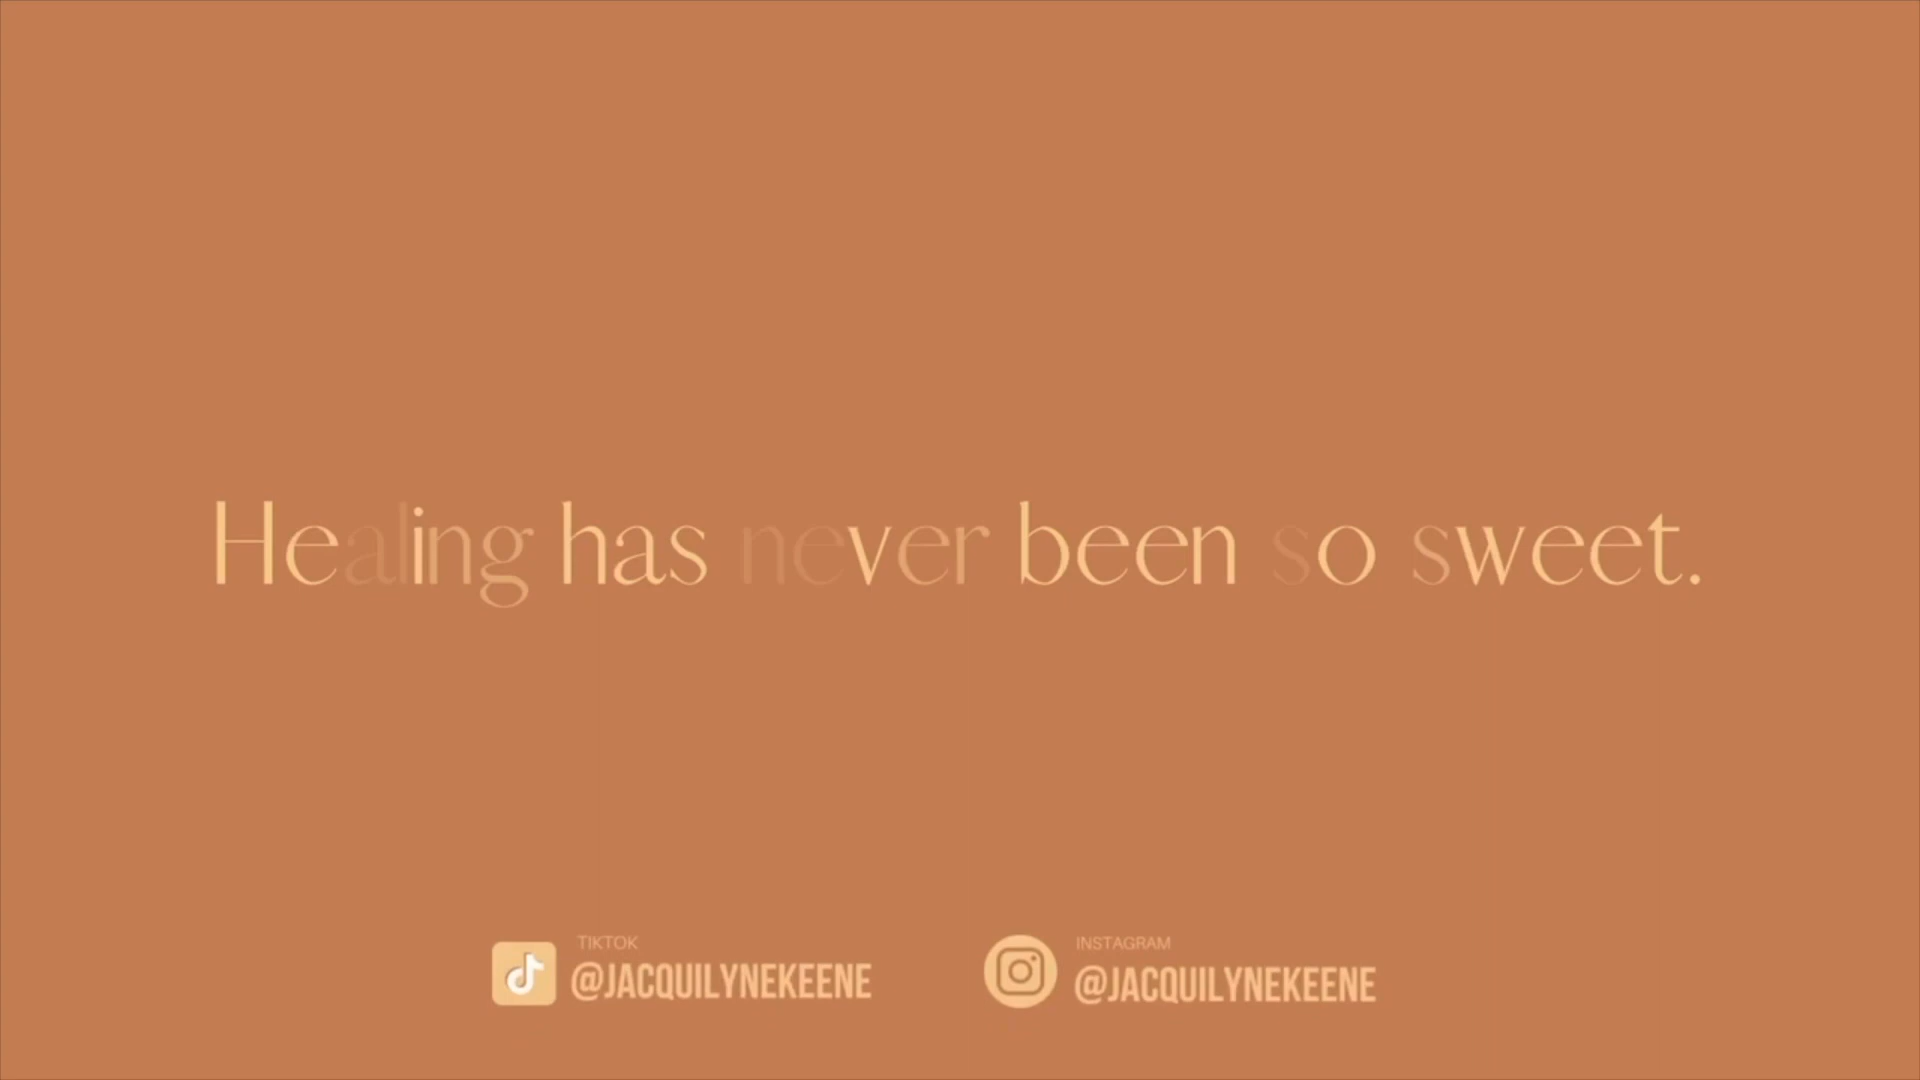 Healing has never been so sweet.
TIKTOK
@JACQUILYNEKEENE
INSTAGRAM
@JACQUILYNEKEENE